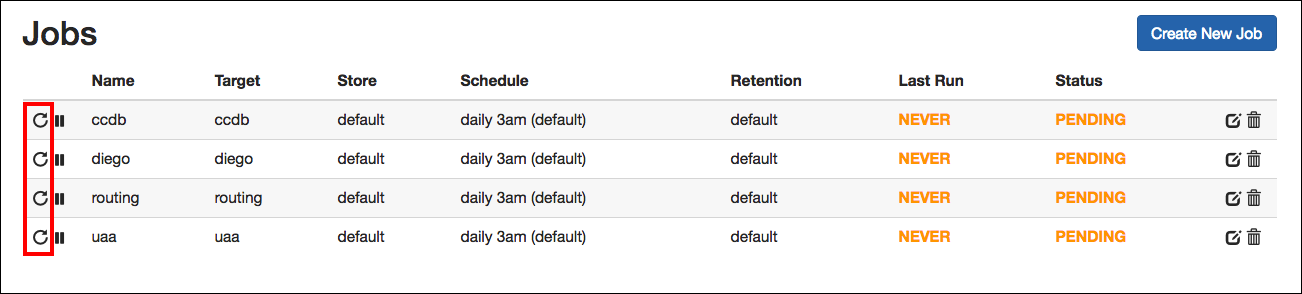 Jobs
Create New Job
Name Target Store Schedule Retention Last Run Status
ccdb ccdb default daily 3am (default) default NEVER PENDING
diego diego default daily 3am (default) default NEVER PENDING
routing routing default daily 3am (default) default NEVER PENDING
uaa uaa default daily 3am (default) default NEVER PENDING